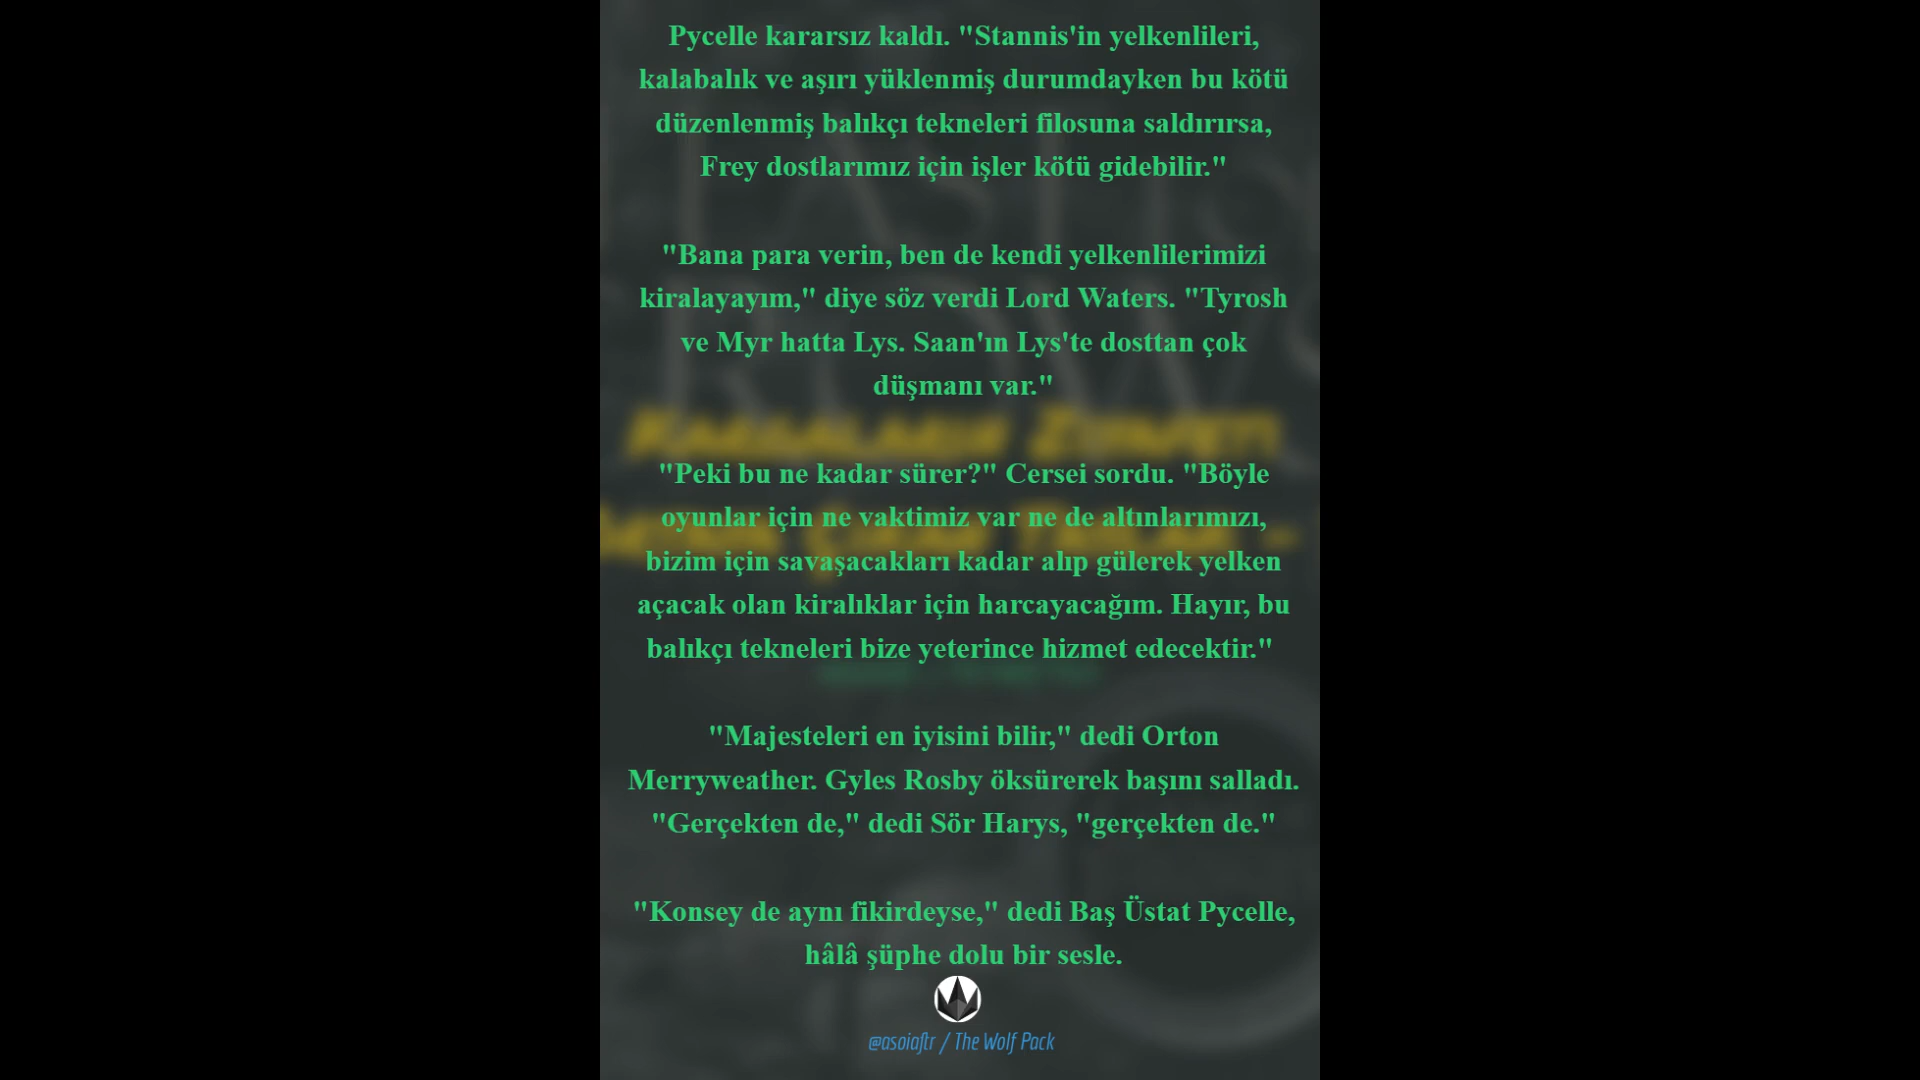 Pycelle kararsız kaldı. "Stannis'in yelkenlileri,
kalabalık ve aşırı yüklenmiş durumdayken bu kötü
düzenlenmiş balıkçı tekneleri filosuna saldırırsa,
Frey dostlarımız için işler kötü gidebilir."
"Bana para verin, ben de kendi yelkenlilerimizi
kiralayayım," diye söz verdi Lord Waters. "Tyrosh
ve Myr hatta Lys. Saan'ın Lys'te dosttan çok
düşmanı var."
"Peki bu ne kadar sürer?" Cersei sordu. "Böyle
oyunlar için ne vaktimiz var ne de altınlarımızı,
bizim için savaşacakları kadar alıp gülerek yelken
açacak olan kiralıklar için harcayacağım. Hayır, bu
balıkçı tekneleri bize yeterince hizmet edecektir."
"Majesteleri en iyisini bilir," dedi Orton
Merryweather. Gyles Rosby öksürerek başını salladı.
"Gerçekten de," dedi Sör Harys, "gerçekten de."
"Konsey de aynı fikirdeyse," dedi Baş Üstat Pycelle,
hâlâ şüphe dolu bir sesle.
@asoiaftr / The Wolf Pack